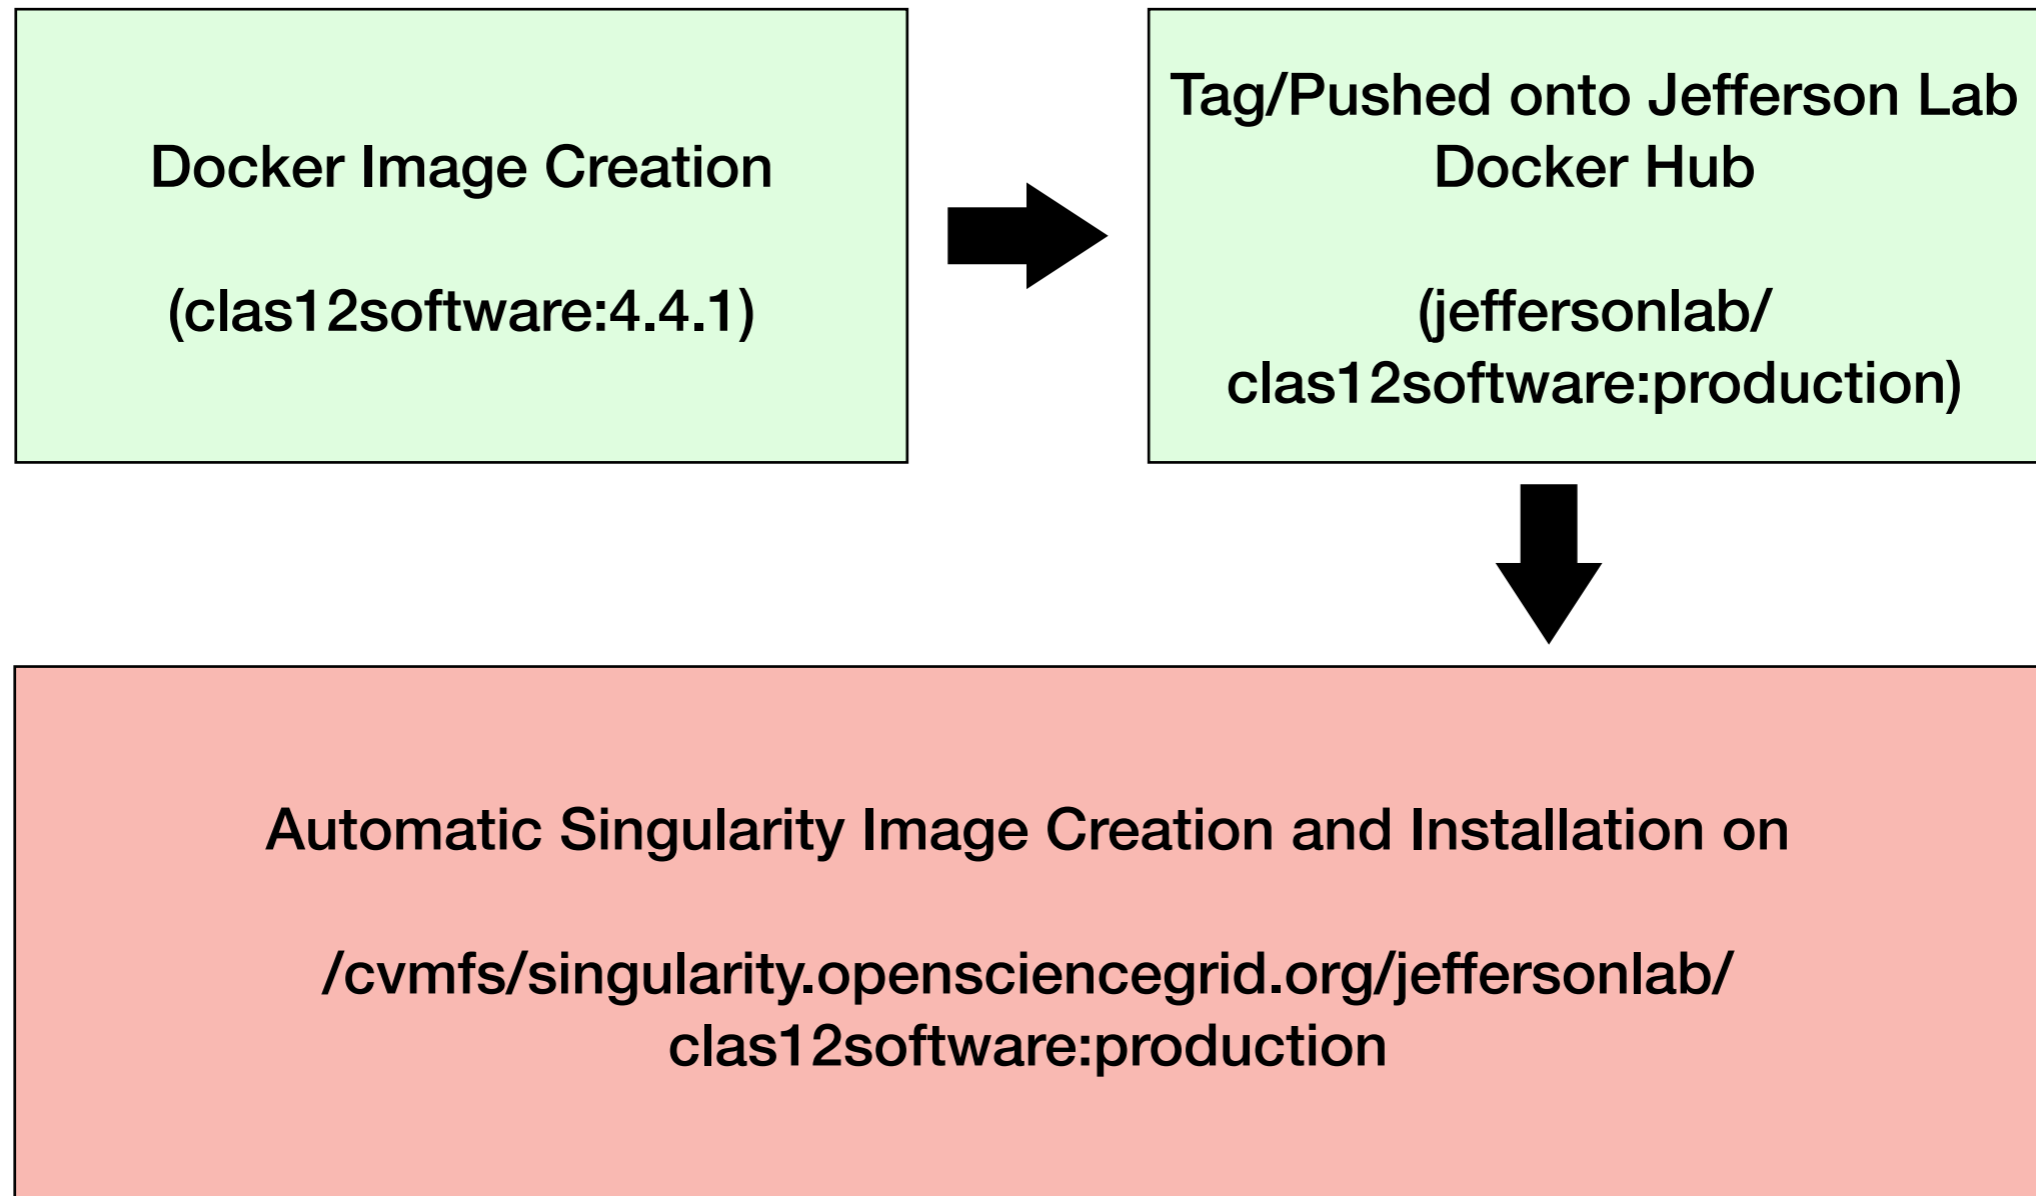 Docker Image Creation
(clas12software:4.4.1)
Tag/Pushed onto Jefferson Lab
Docker Hub
(jeffersonlab/
clas12software:production)
Automatic Singularity Image Creation and Installation on
/cvmfs/singularity.opensciencegrid.org/jeffersonlab/
clas12software:production